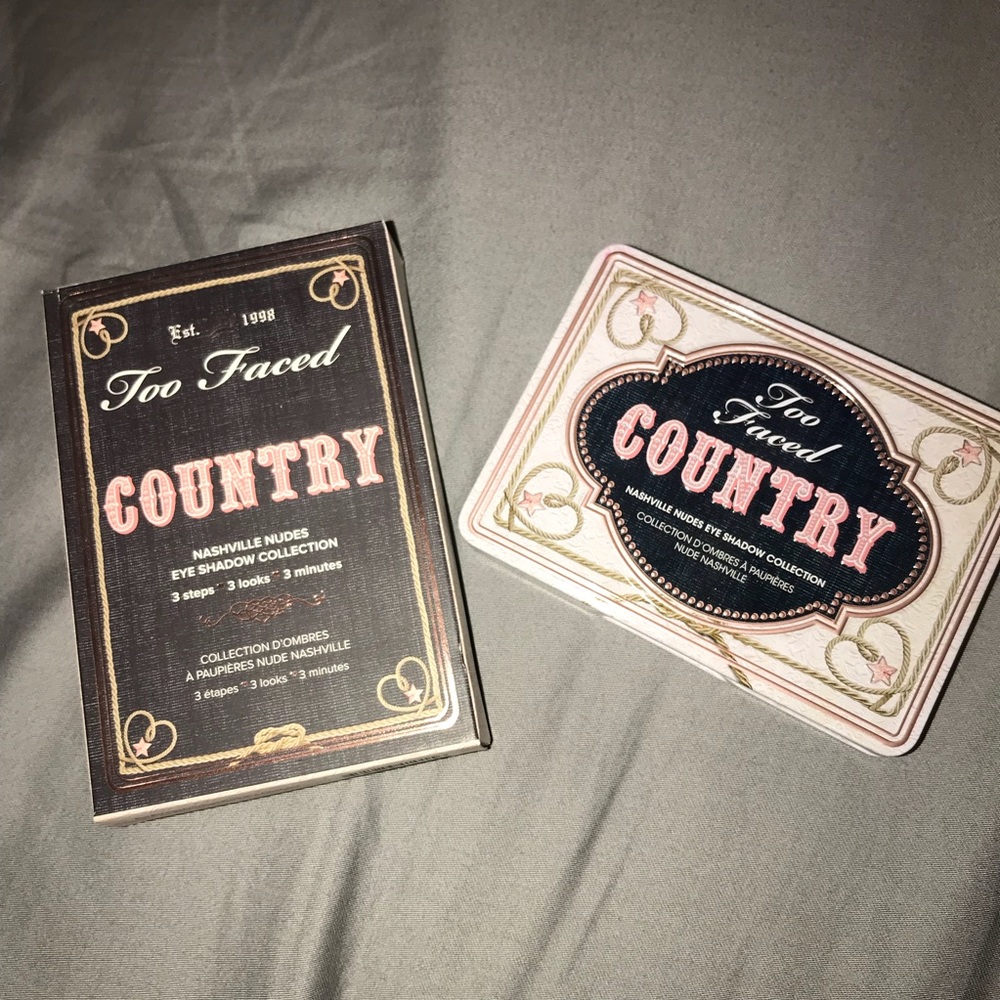 Est. 1998
Too Faced
COUNTRY
NASHVILLE NUDES
EYE SHADOW COLLECTION
3 steps 3 looks 3 minutes
COLLECTION D'OMBRES
À PAUPIÈRES NUDE NASHVILLE
3 étapes 3 looks 3 minutes
Too
Faced
COUNTRY
NASHVILLE NUDES EYE SHADOW COLLECTION
COLLECTION D'OMBRES À PAUPIÈRES
NUDE NASHVILLE